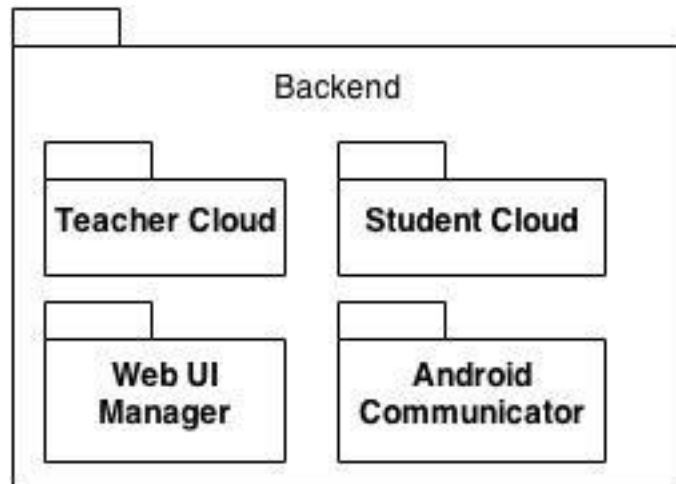 Backend
Teacher Cloud
Student Cloud
Web UI
Manager
Android
Communicator